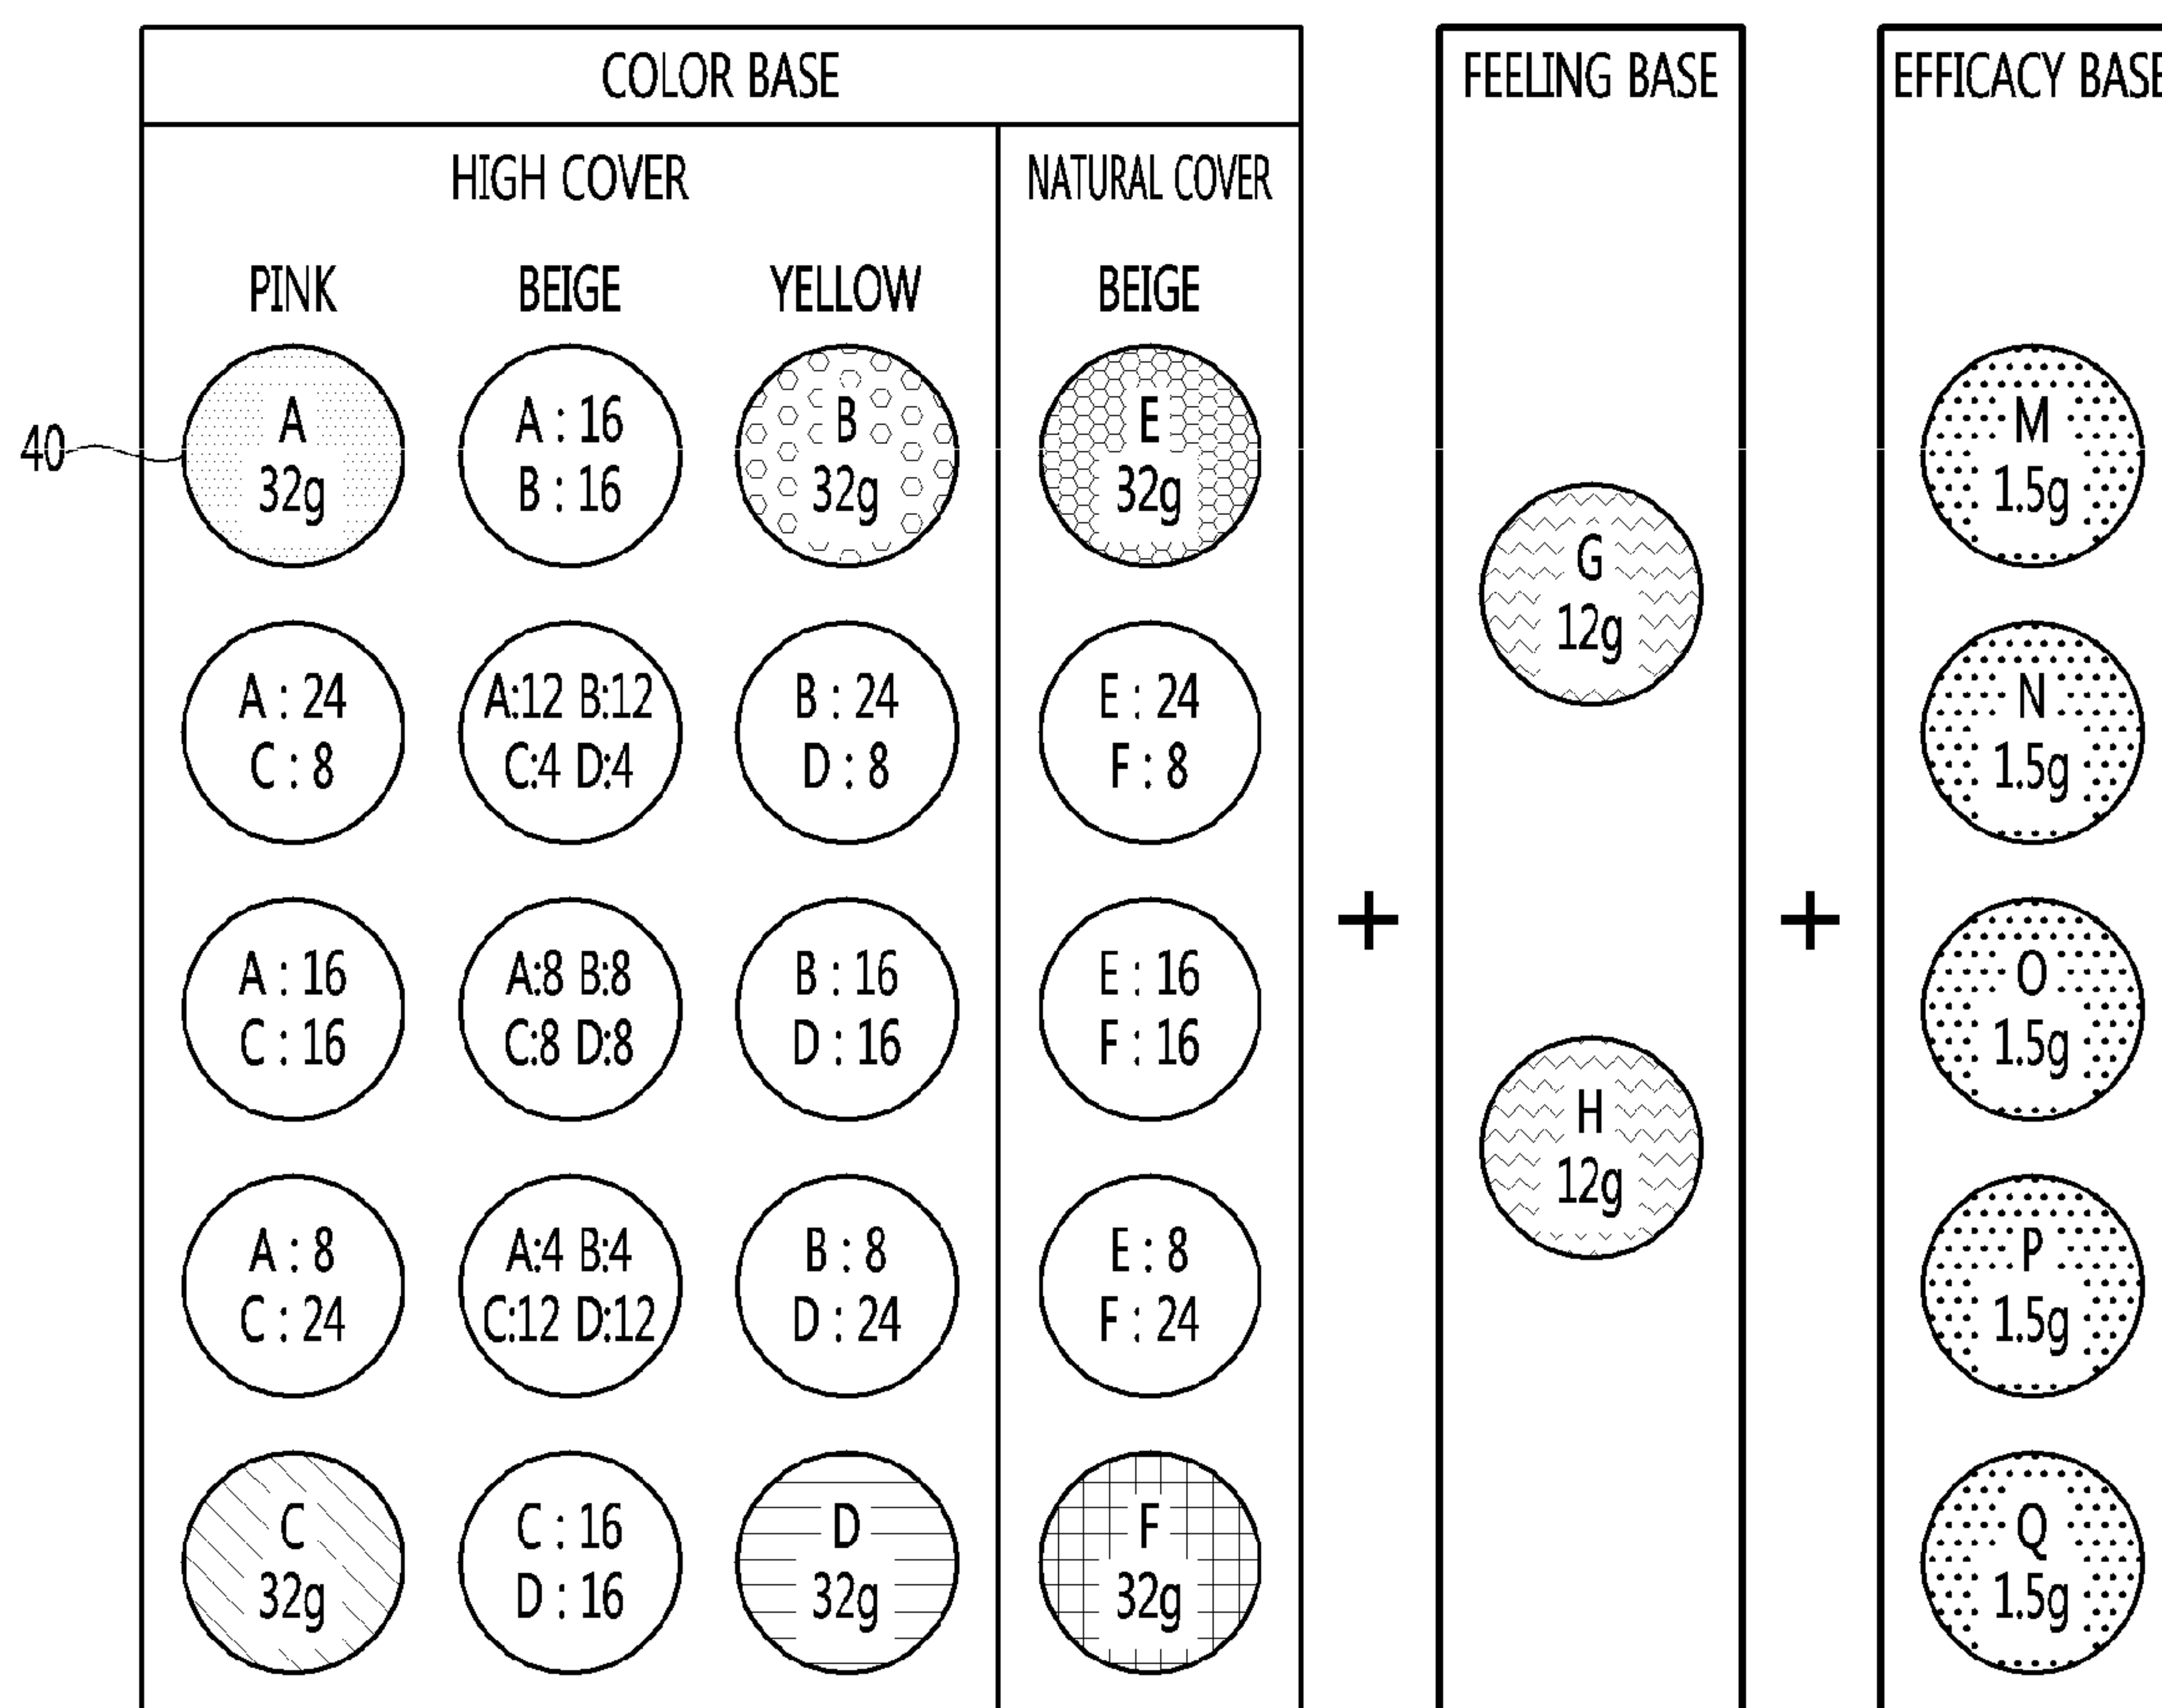 COLOR BASE
FEELING BASE
EFFICACY BASE
HIGH COVER
NATURAL COVER
PINK
BEIGE
YELLOW
BEIGE
40
A
32g
A : 16
B : 16
B
32g
E
32g
G
12g
M
1.5g
A : 24
C : 8
A:12 B:12
C:4 D:4
B : 24
D : 8
E : 24
F : 8
N
1.5g
A : 16
C : 16
A:8 B:8
C:8 D:8
B : 16
D : 16
E : 16
F : 16
+
+
H
12g
O
1.5g
A : 8
C : 24
A:4 B:4
C:12 D:12
B : 8
D : 24
E : 8
F : 24
P
1.5g
C
32g
C : 16
D : 16
D
32g
F
32g
Q
1.5g